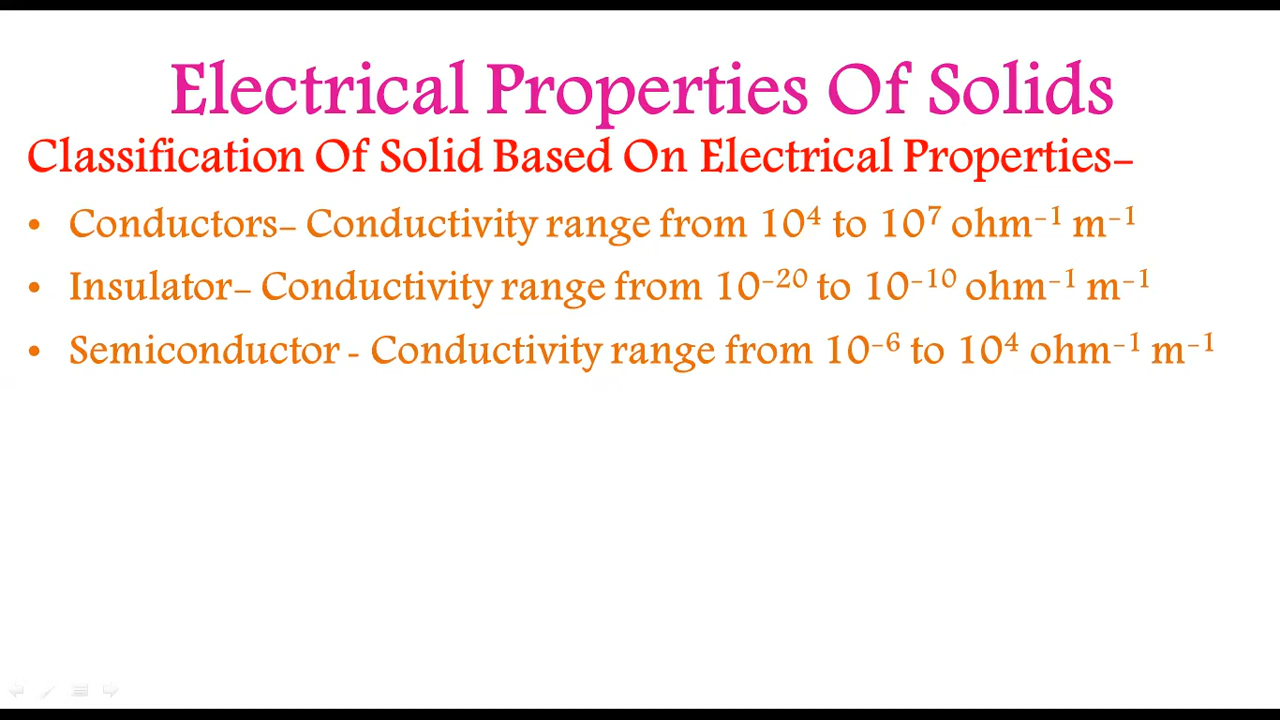 Electrical Properties Of Solids
Classification Of Solid Based On Electrical Properties–
• Conductors– Conductivity range from 10⁴ to 10⁷ ohm⁻¹ m⁻¹
• Insulator– Conductivity range from 10⁻²⁰ to 10⁻¹⁰ ohm⁻¹ m⁻¹
• Semiconductor - Conductivity range from 10⁻⁶ to 10⁴ ohm⁻¹ m⁻¹